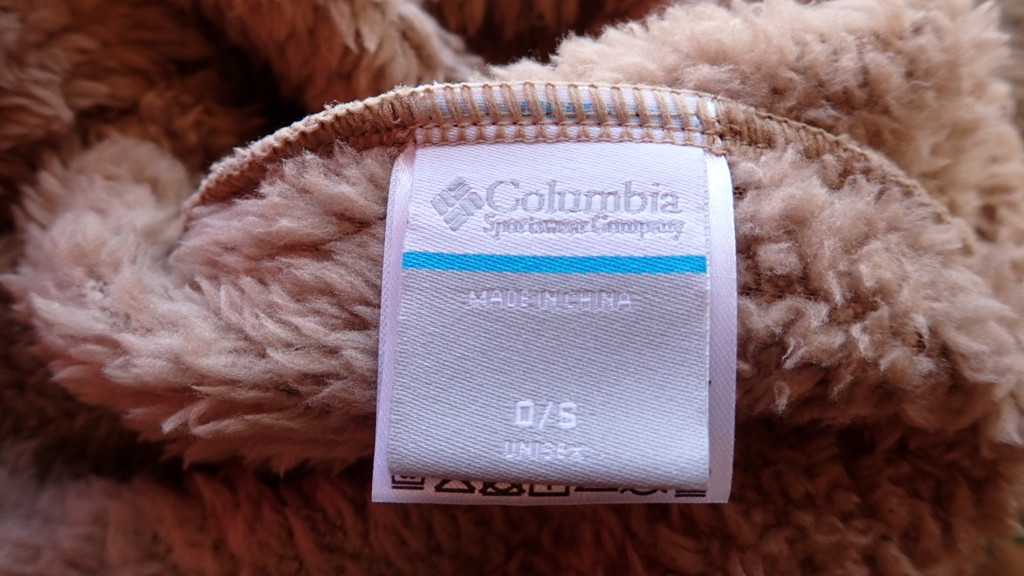 Columbia
Sportswear Company
MADE IN CHINA
O/S
UNISEX